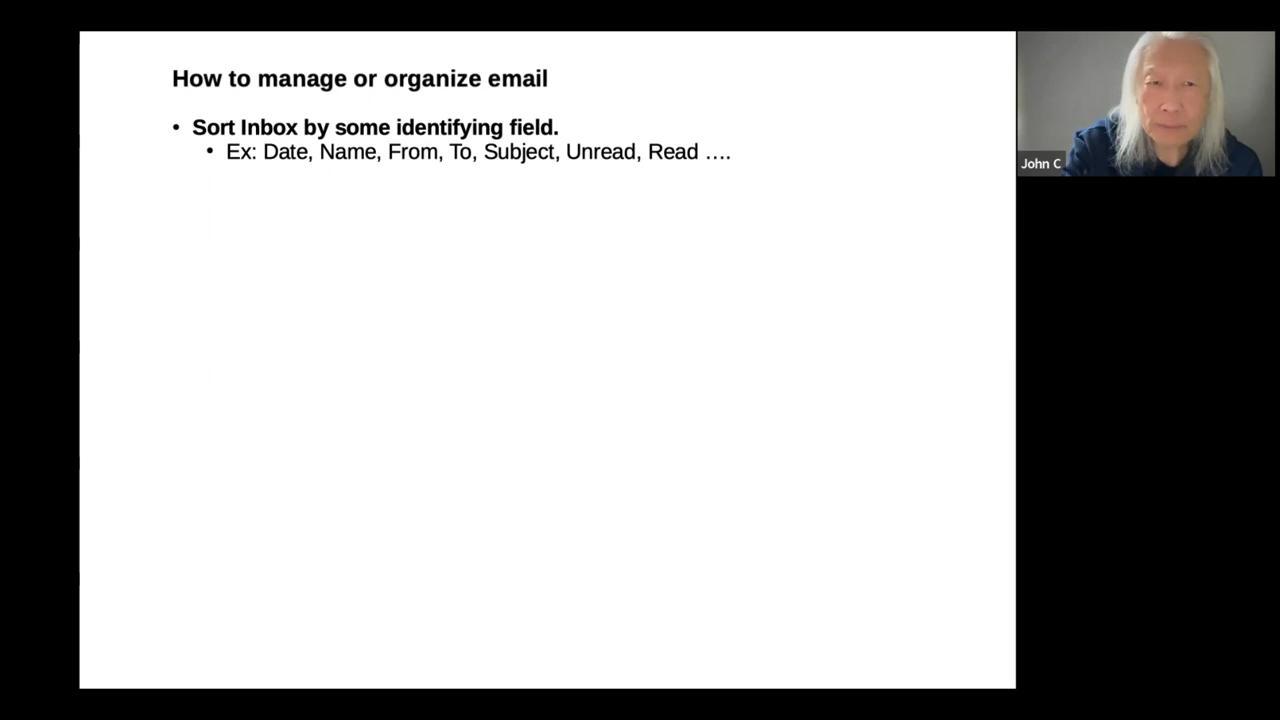 How to manage or organize email
• Sort Inbox by some identifying field.
• Ex: Date, Name, From, To, Subject, Unread, Read ….
John C